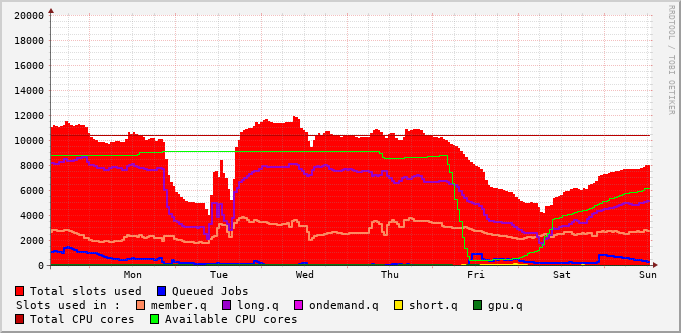 20000
18000
16000
14000
12000
10000
8000
6000
4000
2000
0
Mon Tue Wed Thu Fri Sat Sun
Total slots used Queued Jobs
Slots used in : member.q long.q ondemand.q short.q gpu.q
Total CPU cores Available CPU cores
RRDTOOL / TOBI OETIKER